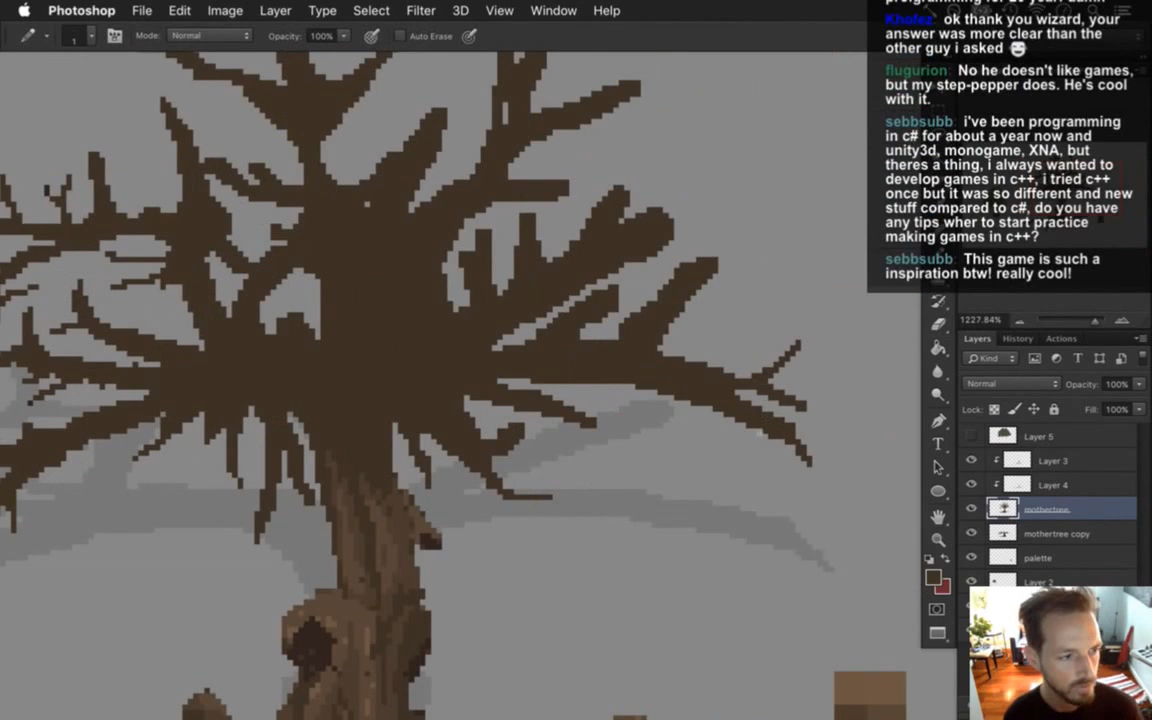 Photoshop File Edit Image Layer Type Select Filter 3D View Window Help
1 Mode: Normal Opacity: 100% Auto Erase
Khofez: ok thank you wizard, your
answer was more clear than the
other guy i asked
flugurion: No he doesn't like games,
but my step-pepper does. He's cool
with it.
sebbsubb: i've been programming
in c# for about a year now and
unity3d, monogame, XNA, but
theres a thing, i always wanted to
develop games in c++, i tried c++
once but it was so different and new
stuff compared to c#, do you have
any tips wher to start practice
making games in c++?
sebbsubb: This game is such a
inspiration btw! really cool!
1227.84%
Layers History Actions
Kind
Normal Opacity: 100%
Lock: Fill: 100%
Layer 5
Layer 3
Layer 4
mothertree
mothertree copy
palette
Layer 2